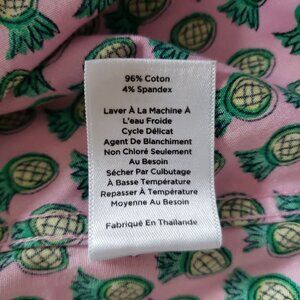 96% Coton
4% Spandex
Laver À La Machine À
L'eau Froide
Cycle Délicat
Agent De Blanchiment
Non Chloré Seulement
Au Besoin
Sécher Par Culbutage
À Basse Température
Repasser À Température
Moyenne Au Besoin
Fabriqué En Thaïlande